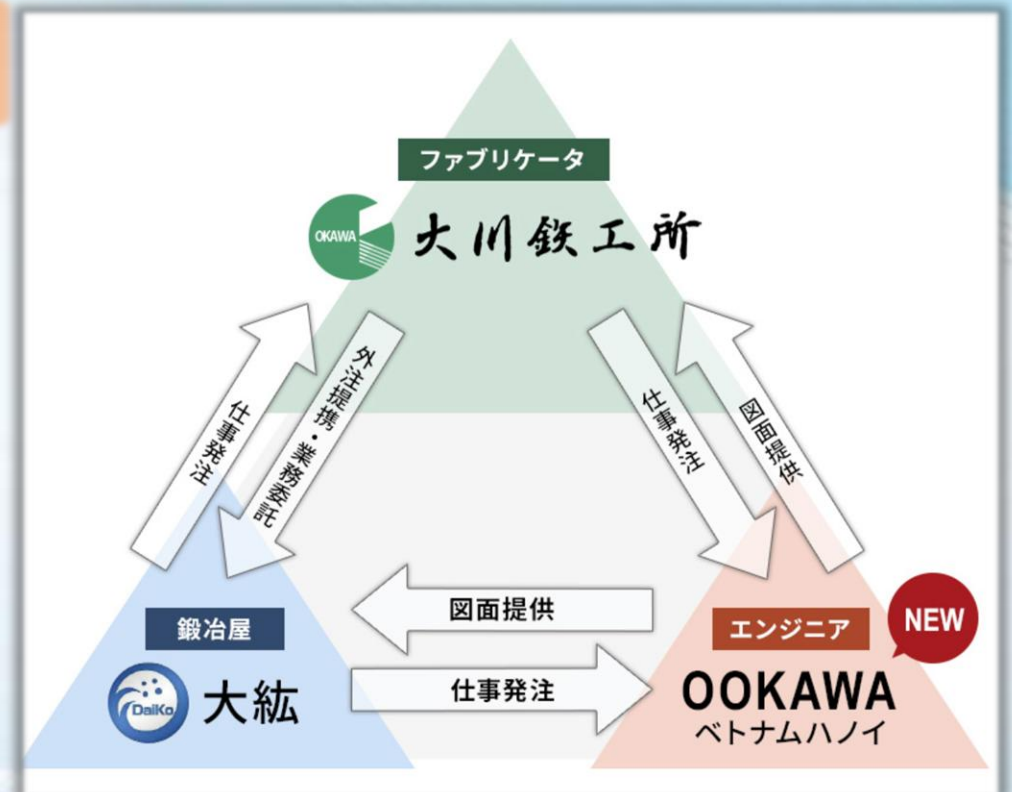 ファブリケータ
OKAWA
大川鉄工所
仕事発注
外注提携・業務委託
仕事発注
図面提供
図面提供
仕事発注
鍛冶屋
DaiKo
大紘
エンジニア
NEW
OOKAWA
ベトナムハノイ